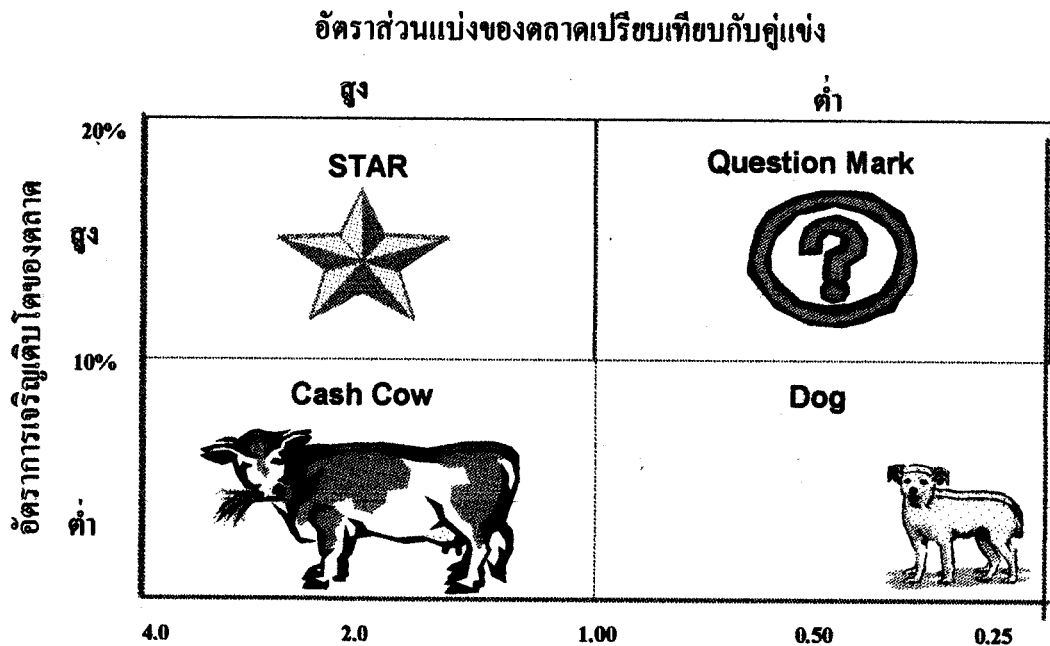 อัตราส่วนแบ่งของตลาดเปรียบเทียบกับคู่แข่ง
สูง ต่ำ
20%
STAR Question Mark
อัตราการเจริญเติบโตของตลาด
สูง
?
10%
Cash Cow Dog
ต่ำ
4.0 2.0 1.00 0.50 0.25